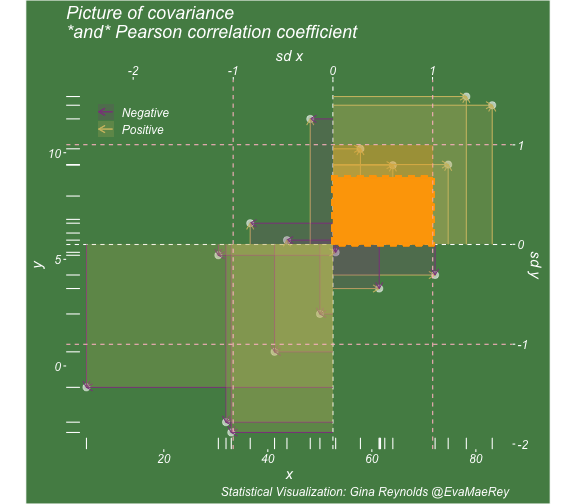 Picture of covariance
*and* Pearson correlation coefficient
sd x
-2 -1 0 1
Negative
Positive
10
5
0
y
1
0
-1
-2
sd y
20 40 60 80
x
Statistical Visualization: Gina Reynolds @EvaMaeRey